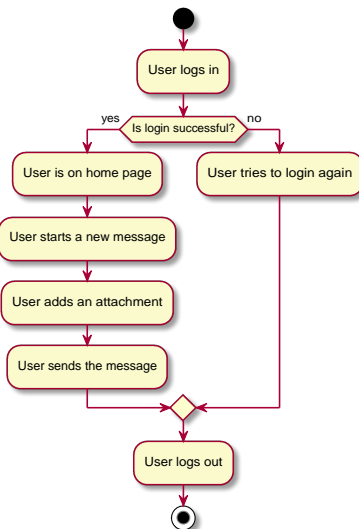 User logs in
yes
Is login successful?
no
User is on home page
User tries to login again
User starts a new message
User adds an attachment
User sends the message
User logs out